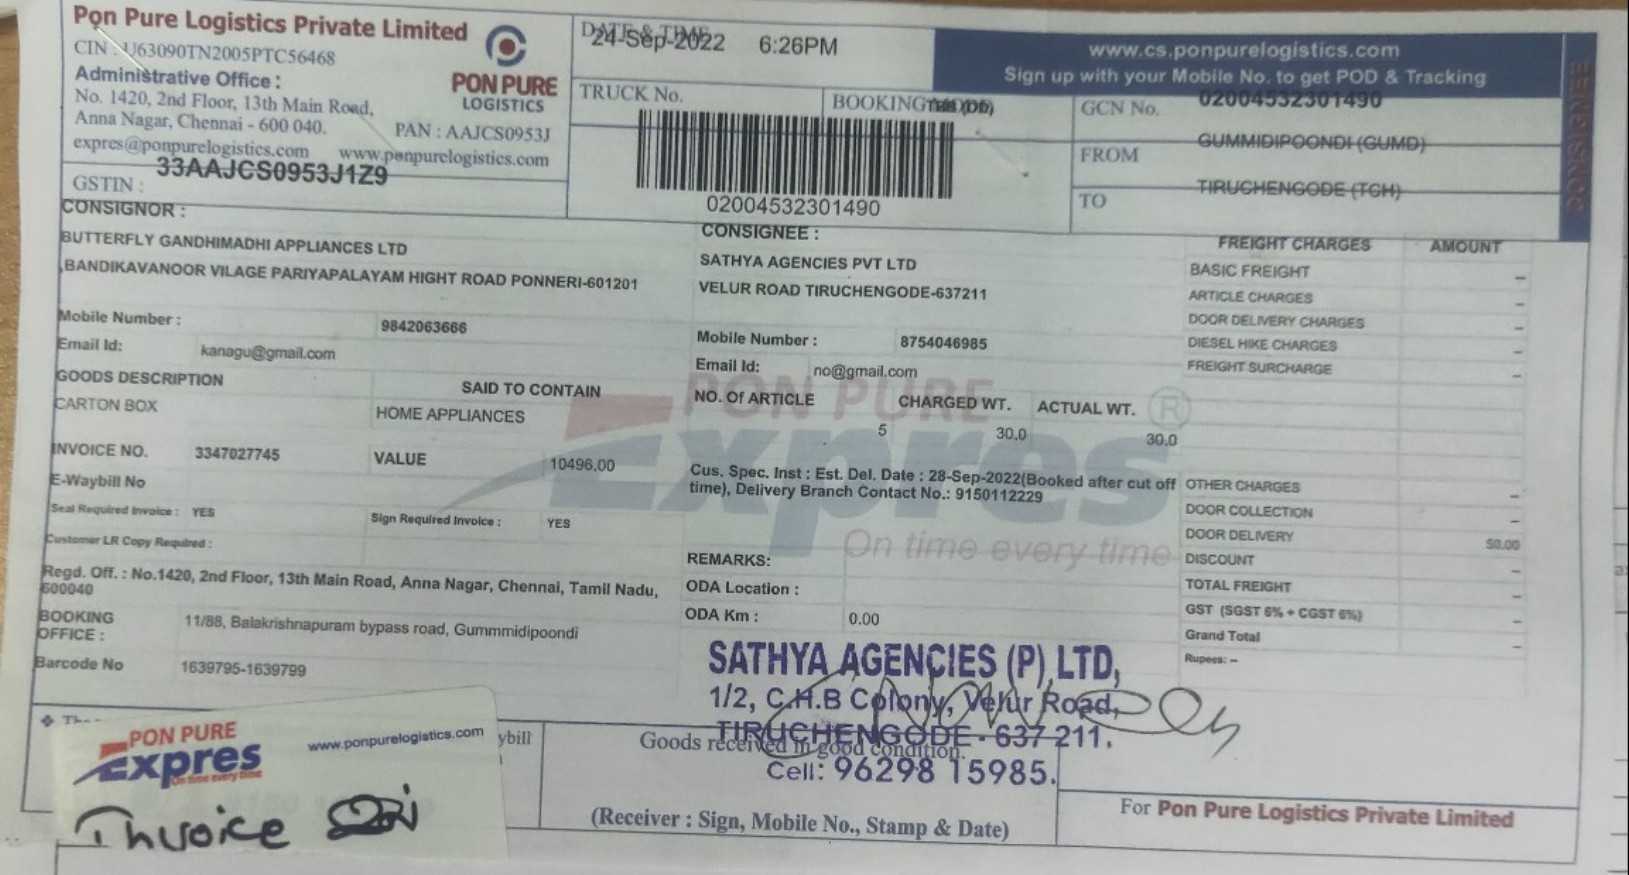 Pon Pure Logistics Private Limited
CIN : U63090TN2005PTC56468
Administrative Office :
No. 1420, 2nd Floor, 13th Main Road,
Anna Nagar, Chennai - 600 040.
PAN : AAJCS0953J
expres@ponpurelogistics.com www.ponpurelogistics.com
PON PURE
LOGISTICS
GSTIN : 33AAJCS0953J1Z9
DATE & TIME
24-Sep-2022 6:26PM
www.cs.ponpurelogistics.com
Sign up with your Mobile No. to get POD & Tracking
TRUCK No.
BOOKING
GCN No. 02004532301490
FROM GUMMIDIPOONDI (GUMD)
TO TIRUCHENGODE (TGH)
02004532301490
CONSIGNOR :
BUTTERFLY GANDHIMADHI APPLIANCES LTD
,BANDIKAVANOOR VILAGE PARIYAPALAYAM HIGHT ROAD PONNERI-601201
Mobile Number : 9842063666
Email Id: kanagu@gmail.com
CONSIGNEE :
SATHYA AGENCIES PVT LTD
VELUR ROAD TIRUCHENGODE-637211
Mobile Number : 8754046985
Email Id: no@gmail.com
FREIGHT CHARGES AMOUNT
BASIC FREIGHT –
ARTICLE CHARGES –
DOOR DELIVERY CHARGES –
DIESEL HIKE CHARGES –
FREIGHT SURCHARGE –
GOODS DESCRIPTION SAID TO CONTAIN
CARTON BOX HOME APPLIANCES
NO. Of ARTICLE CHARGED WT. ACTUAL WT.
5 30.0 30.0
PON PURE
Expres ®
On time every time
INVOICE NO. 3347027745 VALUE 10496.00
E-Waybill No
Seal Required Invoice : YES Sign Required Invoice : YES
Customer LR Copy Required :
Cus. Spec. Inst : Est. Del. Date : 28-Sep-2022(Booked after cut off
time), Delivery Branch Contact No.: 9150112229
OTHER CHARGES –
DOOR COLLECTION –
DOOR DELIVERY 50.00
DISCOUNT –
TOTAL FREIGHT –
GST (SGST 6% + CGST 6%) –
Grand Total –
Rupees: –
REMARKS:
ODA Location :
ODA Km : 0.00
Regd. Off. : No.1420, 2nd Floor, 13th Main Road, Anna Nagar, Chennai, Tamil Nadu,
600040
BOOKING
OFFICE : 11/88, Balakrishnapuram bypass road, Gummmidipoondi
Barcode No 1639795-1639799
SATHYA AGENCIES (P) LTD,
1/2, C.H.B Colony, Velur Road,
TIRUCHENGODE - 637 211.
Cell: 96298 15985.
Goods received in good condition.
(Receiver : Sign, Mobile No., Stamp & Date)
For Pon Pure Logistics Private Limited
ybill
PON PURE
Expres
On time every time
www.ponpurelogistics.com
Invoice